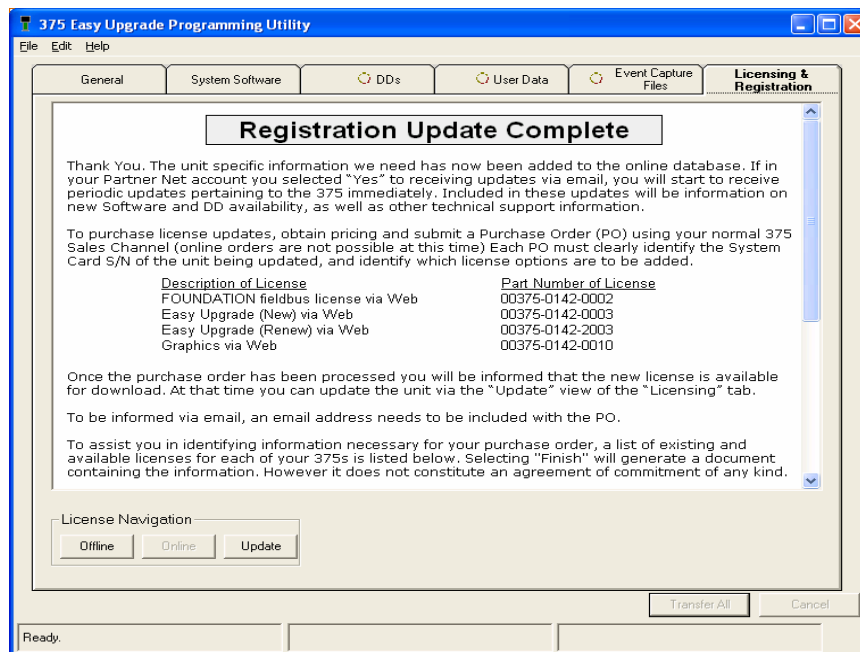 375 Easy Upgrade Programming Utility
File Edit Help
General
System Software
DDs
User Data
Event Capture
Files
Licensing &
Registration
Registration Update Complete
Thank You. The unit specific information we need has now been added to the online database. If in
your Partner Net account you selected "Yes" to receiving updates via email, you will start to receive
periodic updates pertaining to the 375 immediately. Included in these updates will be information on
new Software and DD availability, as well as other technical support information.
To purchase license updates, obtain pricing and submit a Purchase Order (PO) using your normal 375
Sales Channel (online orders are not possible at this time) Each PO must clearly identify the System
Card S/N of the unit being updated, and identify which license options are to be added.
Description of License Part Number of License
FOUNDATION fieldbus license via Web 00375-0142-0002
Easy Upgrade (New) via Web 00375-0142-0003
Easy Upgrade (Renew) via Web 00375-0142-2003
Graphics via Web 00375-0142-0010
Once the purchase order has been processed you will be informed that the new license is available
for download. At that time you can update the unit via the "Update" view of the "Licensing" tab.
To be informed via email, an email address needs to be included with the PO.
To assist you in identifying information necessary for your purchase order, a list of existing and
available licenses for each of your 375s is listed below. Selecting "Finish" will generate a document
containing the information. However it does not constitute an agreement of commitment of any kind.
License Navigation
Offline Online Update
Transfer All Cancel
Ready.